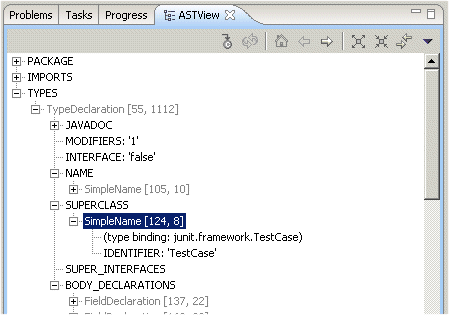 Problems Tasks Progress ASTView
PACKAGE
IMPORTS
TYPES
TypeDeclaration [55, 1112]
JAVADOC
MODIFIERS: '1'
INTERFACE: 'false'
NAME
SimpleName [105, 10]
SUPERCLASS
SimpleName [124, 8]
(type binding: junit.framework.TestCase)
IDENTIFIER: 'TestCase'
SUPER_INTERFACES
BODY_DECLARATIONS
FieldDeclaration [137, 22]